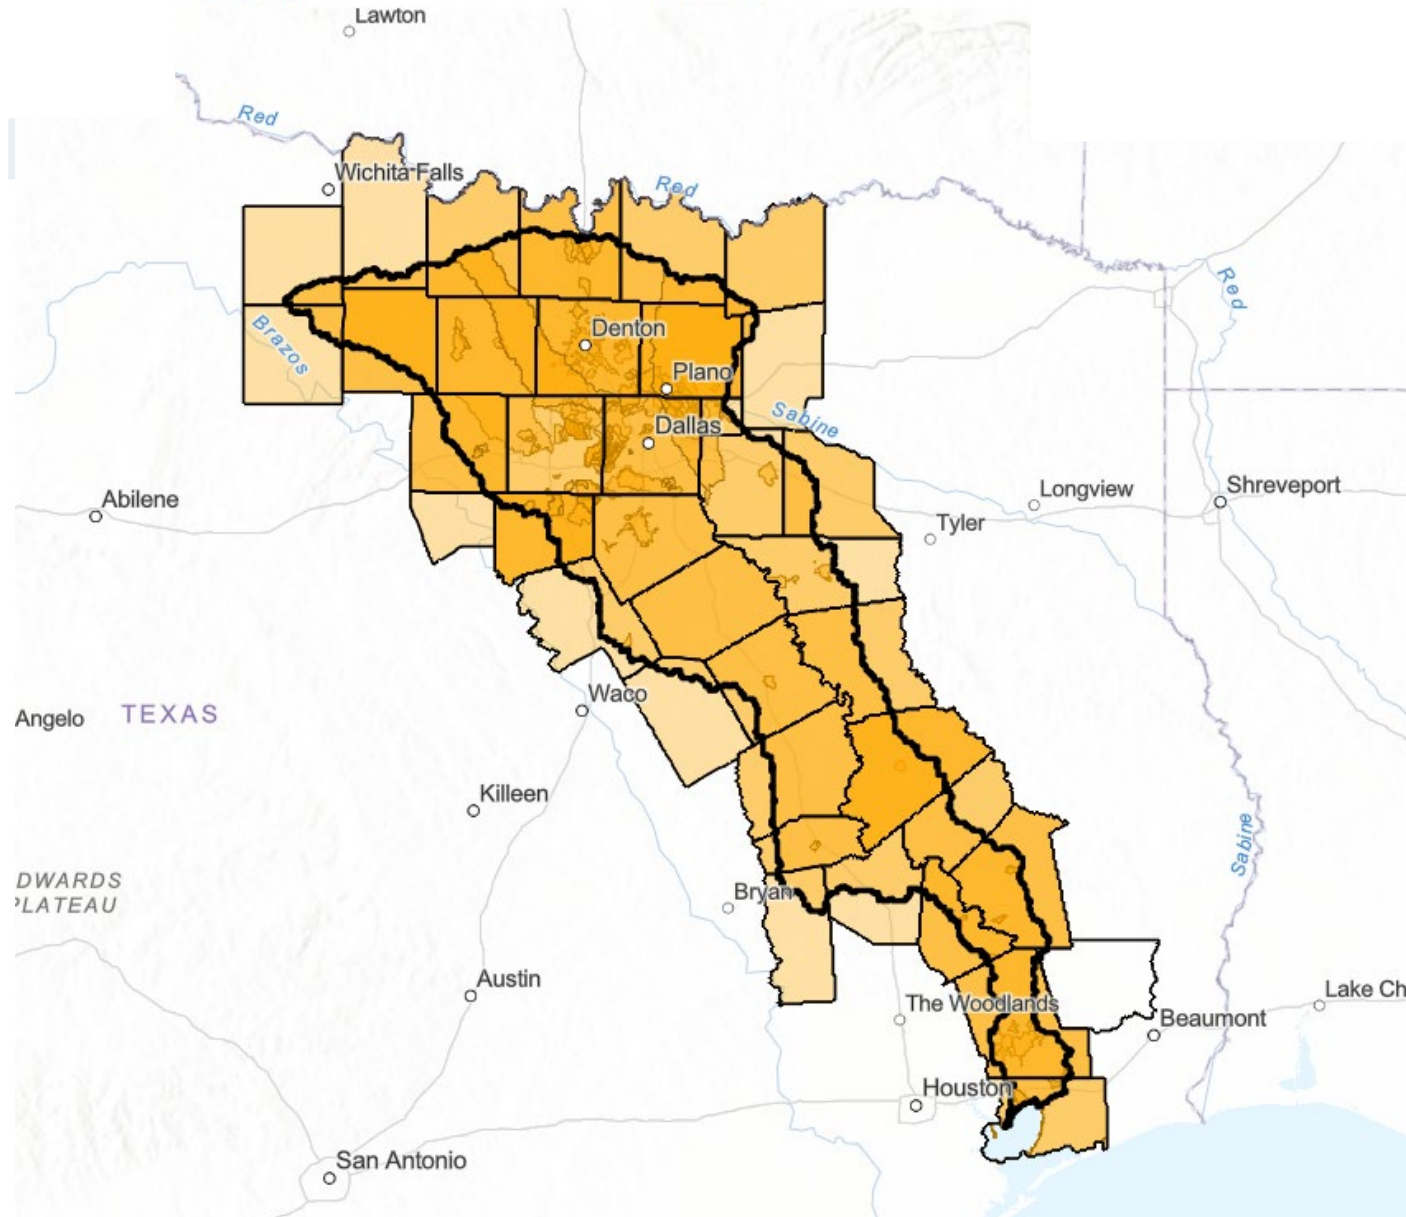 Lawton
Red
Wichita Falls
Red
Red
Brazos
Denton
Plano
Sabine
Dallas
Abilene
Longview
Shreveport
Tyler
Waco
Angelo
TEXAS
Killeen
Sabine
DWARDS
PLATEAU
Bryan
Austin
The Woodlands
Lake Ch
Beaumont
Houston
San Antonio